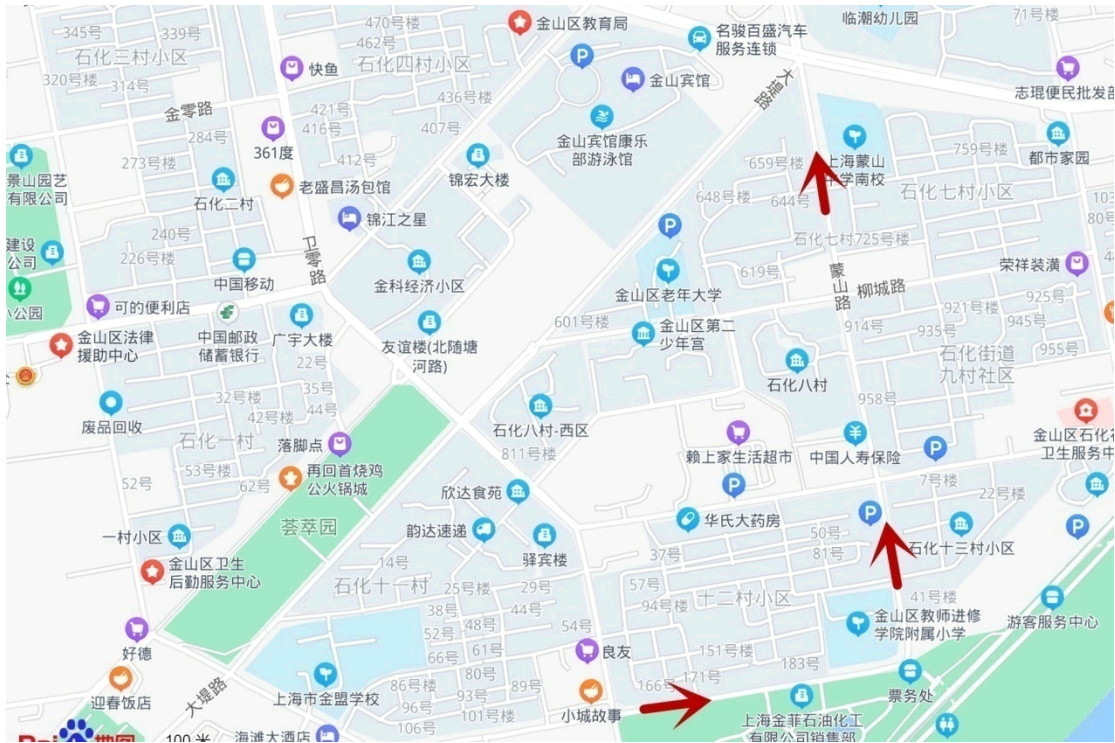 345号
339号
石化三村小区
320号楼
314号
470号楼
462号
石化四村小区
金山区教育局
名骏百盛汽车
服务连锁
临潮幼儿园
71号
快鱼
金山宾馆
大堤路
志琨便民批发部
金零路
421号
416号
436号楼
407号
361度
284号
273号楼
412号
金山宾馆康乐
部游泳馆
659号楼
上海蒙山
中学南校
759号楼
都市家园
景山园艺
有限公司
石化二村
老盛昌汤包馆
锦宏大楼
648号楼
644号
石化七村小区
锦江之星
240号
226号楼
建设
公司
中国移动
卫零路
金科经济小区
石化七村725号楼
619号
金山区老年大学
蒙山路
柳城路
荣祥装潢
小公园
可的便利店
金山区法律
援助中心
中国邮政
储蓄银行
广宇大楼
友谊楼(北随塘
河路)
601号楼
金山区第二
少年宫
914号
921号楼
935号
925号
945号
955号
石化街道
九村社区
22号
35号
44号
32号楼
42号楼
废品回收
石化一村
石化八村
958号
石化八村-西区
811号楼
落脚点
53号楼
62号
52号
再回首烧鸡
公火锅城
赖上家生活超市
中国人寿保险
金山区石化社
卫生服务中
7号楼
22号楼
欣达食苑
荟萃园
一村小区
韵达速递
华氏大药房
50号
81号
石化十三村小区
金山区卫生
后勤服务中心
驿宾楼
37号
14号
石化十一村
25号
29号
38号
44号
52号
48号
66号
61号
80号
54号
57号
94号楼
十二村小区
41号楼
金山区教师进修
学院附属小学
游客服务中心
好德
良友
151号楼
183号
171号
166号
迎春饭店
大堤路
上海市金盟学校
86号楼
96号
93号
89号
106号
101号楼
小城故事
票务处
上海金菲石油化工
有限公司销售部
海滩大酒店
Bai 地图
100 米